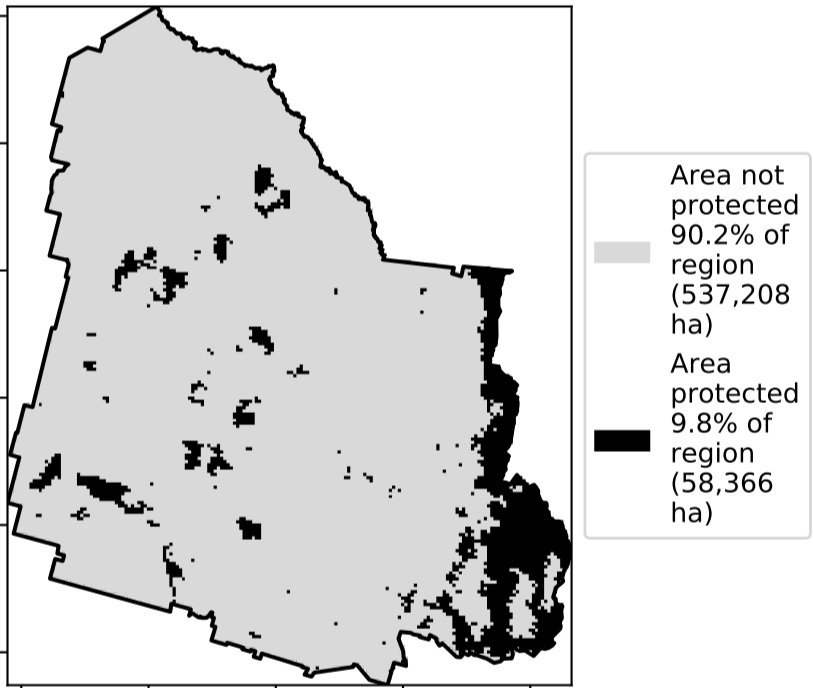 Area not
protected
90.2% of
region
(537,208
ha)
Area
protected
9.8% of
region
(58,366
ha)